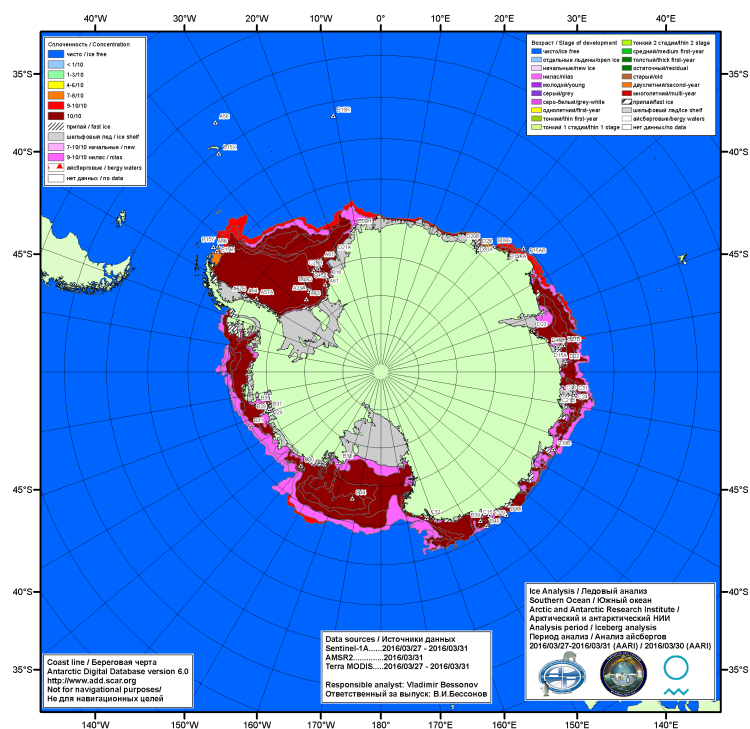 40°W
30°W
20°W
10°W
0°
10°E
20°E
30°E
40°E
35°S
40°S
45°S
45°S
40°S
35°S
35°S
40°S
45°S
45°S
40°S
35°S
140°W
150°W
160°W
170°W
180°
170°E
160°E
150°E
140°E
Сплоченность / Concentration
чисто / ice free
< 1/10
1-3/10
4-6/10
7-8/10
9-10/10
10/10
припай / fast ice
шельфовый лед / ice shelf
7-10/10 начальные / new
9-10/10 нилас / nilas
айсберговые / bergy waters
нет данных / no data
Возраст / Stage of development
чисто/ice free
отдельные льдины/open ice
начальные/new ice
нилас/nilas
молодой/young
серый/grey
серо-белый/grey-white
однолетний/first-year
тонкий/thin first-year
тонкий 1 стадии/thin 1 stage
тонкий 2 стадии/thin 2 stage
средний/medium first-year
толстый/thick first-year
остаточный/residual
старый/old
двухлетний/second-year
многолетний/multi-year
припай/fast ice
шельфовый лед/ice shelf
айсберговые/bergy waters
нет данных/no data
Coast line / Береговая черта
Antarctic Digital Database version 6.0
http://www.add.scar.org
Not for navigational purposes/
Не для навигационных целей
Data sources / Источники данных
Sentinel-1A......2016/03/27 - 2016/03/31
AMSR2..............2016/03/31
Terra MODIS.....2016/03/27 - 2016/03/31
Responsible analyst: Vladimir Bessonov
Ответственный за выпуск: В.И.Бессонов
Ice Analysis / Ледовый анализ
Southern Ocean / Южный океан
Arctic and Antarctic Research Institute /
Арктический и антарктический НИИ
Analysis period / Iceberg analysis
Период анализ / Анализ айсбергов
2016/03/27-2016/03/31 (AARI) / 2016/03/30 (AARI)